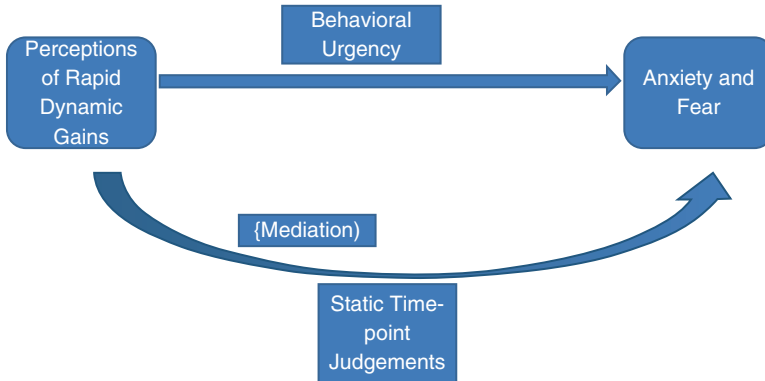 Behavioral
Urgency
Perceptions
of Rapid
Dynamic
Gains
Anxiety and
Fear
{Mediation)
Static Time-
point
Judgements